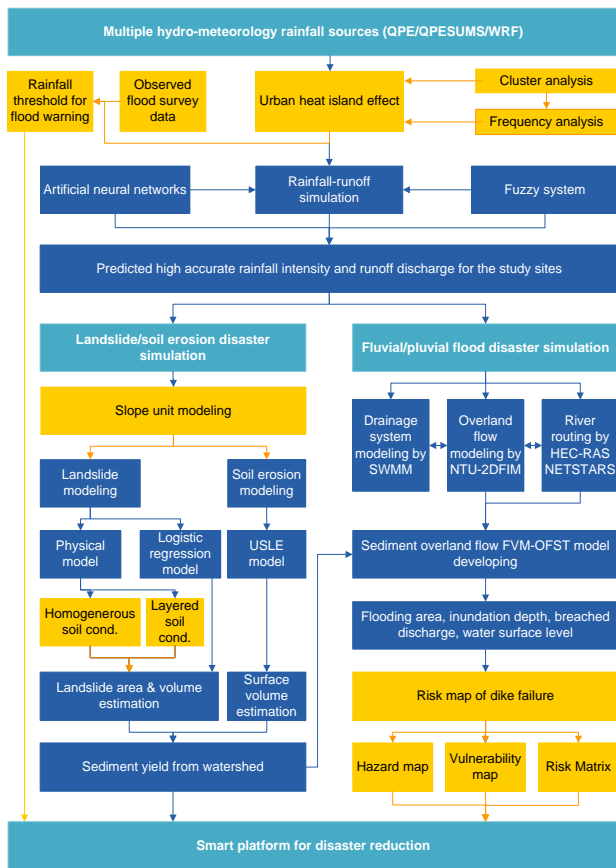 Multiple hydro-meteorology rainfall sources (QPE/QPESUMS/WRF)
Rainfall
threshold for
flood warning
Observed
flood survey
data
Urban heat island effect
Cluster analysis
Frequency analysis
Artificial neural networks
Rainfall-runoff
simulation
Fuzzy system
Predicted high accurate rainfall intensity and runoff discharge for the study sites
Landslide/soil erosion disaster
simulation
Fluvial/pluvial flood disaster simulation
Slope unit modeling
Drainage
system
modeling by
SWMM
Overland
flow
modeling by
NTU-2DFIM
River
routing by
HEC-RAS
NETSTARS
Landslide
modeling
Soil erosion
modeling
Physical
model
Logistic
regression
model
USLE
model
Sediment overland flow FVM-OFST model
developing
Homogenerous
soil cond.
Layered
soil
cond.
Flooding area, inundation depth, breached
discharge, water surface level
Landslide area & volume
estimation
Surface
volume
estimation
Risk map of dike failure
Sediment yield from watershed
Hazard map
Vulnerability
map
Risk Matrix
Smart platform for disaster reduction